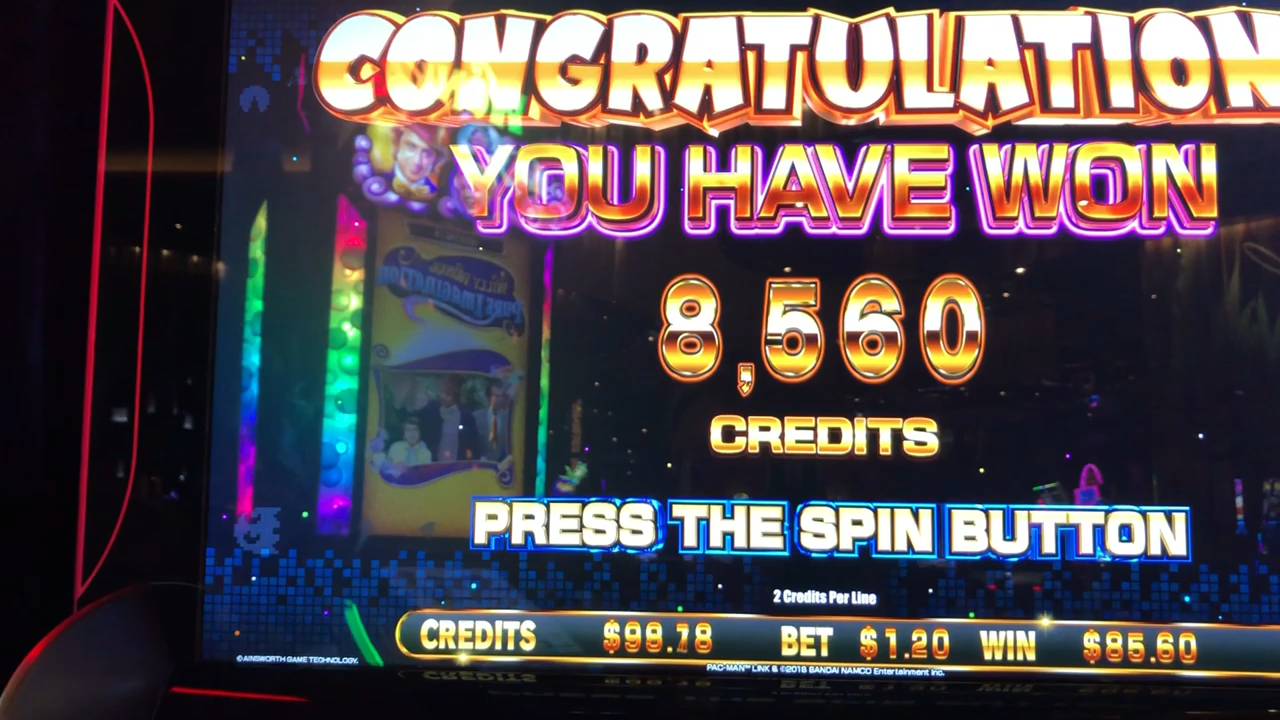 CONGRATULATION
YOU HAVE WON
8,560
CREDITS
PRESS THE SPIN BUTTON
2 Credits Per Line
CREDITS $98.78 BET $1.20 WIN $85.60
© AINSWORTH GAME TECHNOLOGY.
PAC-MAN™ LINK & ©2018 BANDAI NAMCO Entertainment Inc.